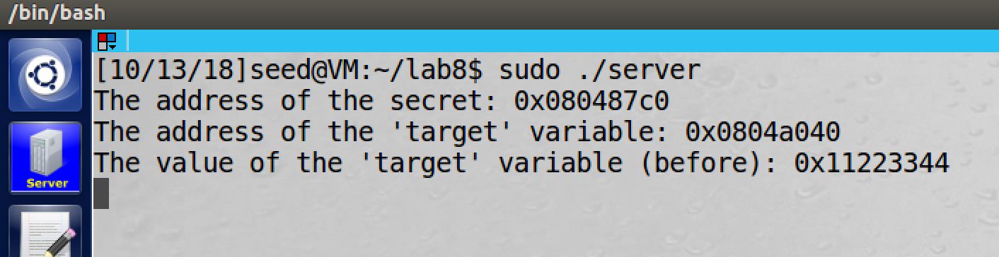 /bin/bash
[10/13/18]seed@VM:~/lab8$ sudo ./server
The address of the secret: 0x080487c0
The address of the 'target' variable: 0x0804a040
The value of the 'target' variable (before): 0x11223344
Server